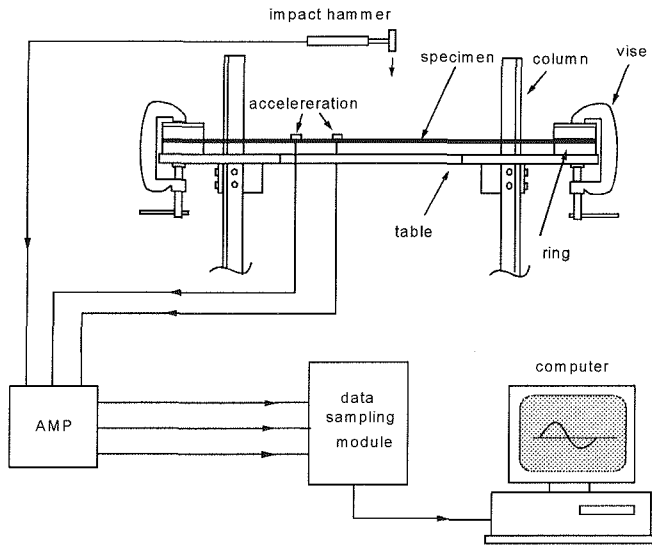 impact hammer
specimen
column
vise
accelereration
table
ring
computer
AMP
data
sampling
module